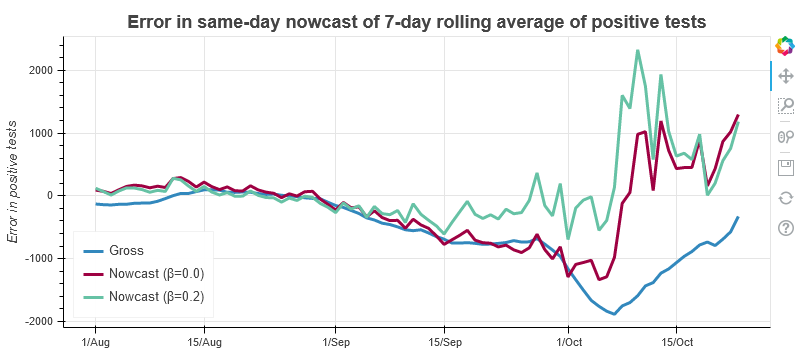 Error in same-day nowcast of 7-day rolling average of positive tests
Error in positive tests
2000
1000
0
-1000
-2000
Gross
Nowcast (β=0.0)
Nowcast (β=0.2)
1/Aug
15/Aug
1/Sep
15/Sep
1/Oct
15/Oct